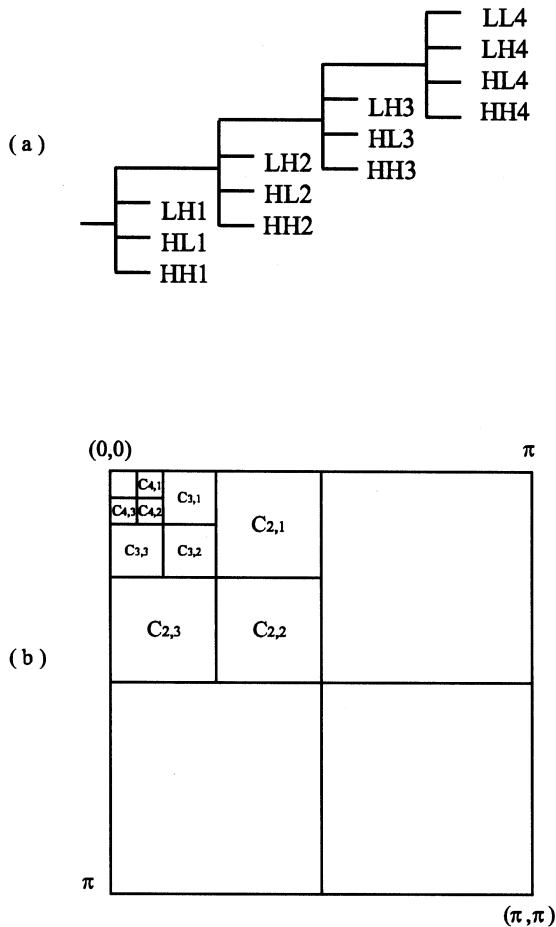 LL4
LH4
HL4
HH4
(a)
LH3
HL3
HH3
LH2
HL2
HH2
LH1
HL1
HH1
(0,0) π
C4,1 C3,1
C4,3 C4,2
C2,1
C3,3 C3,2
C2,3 C2,2
(b)
π
(π,π)